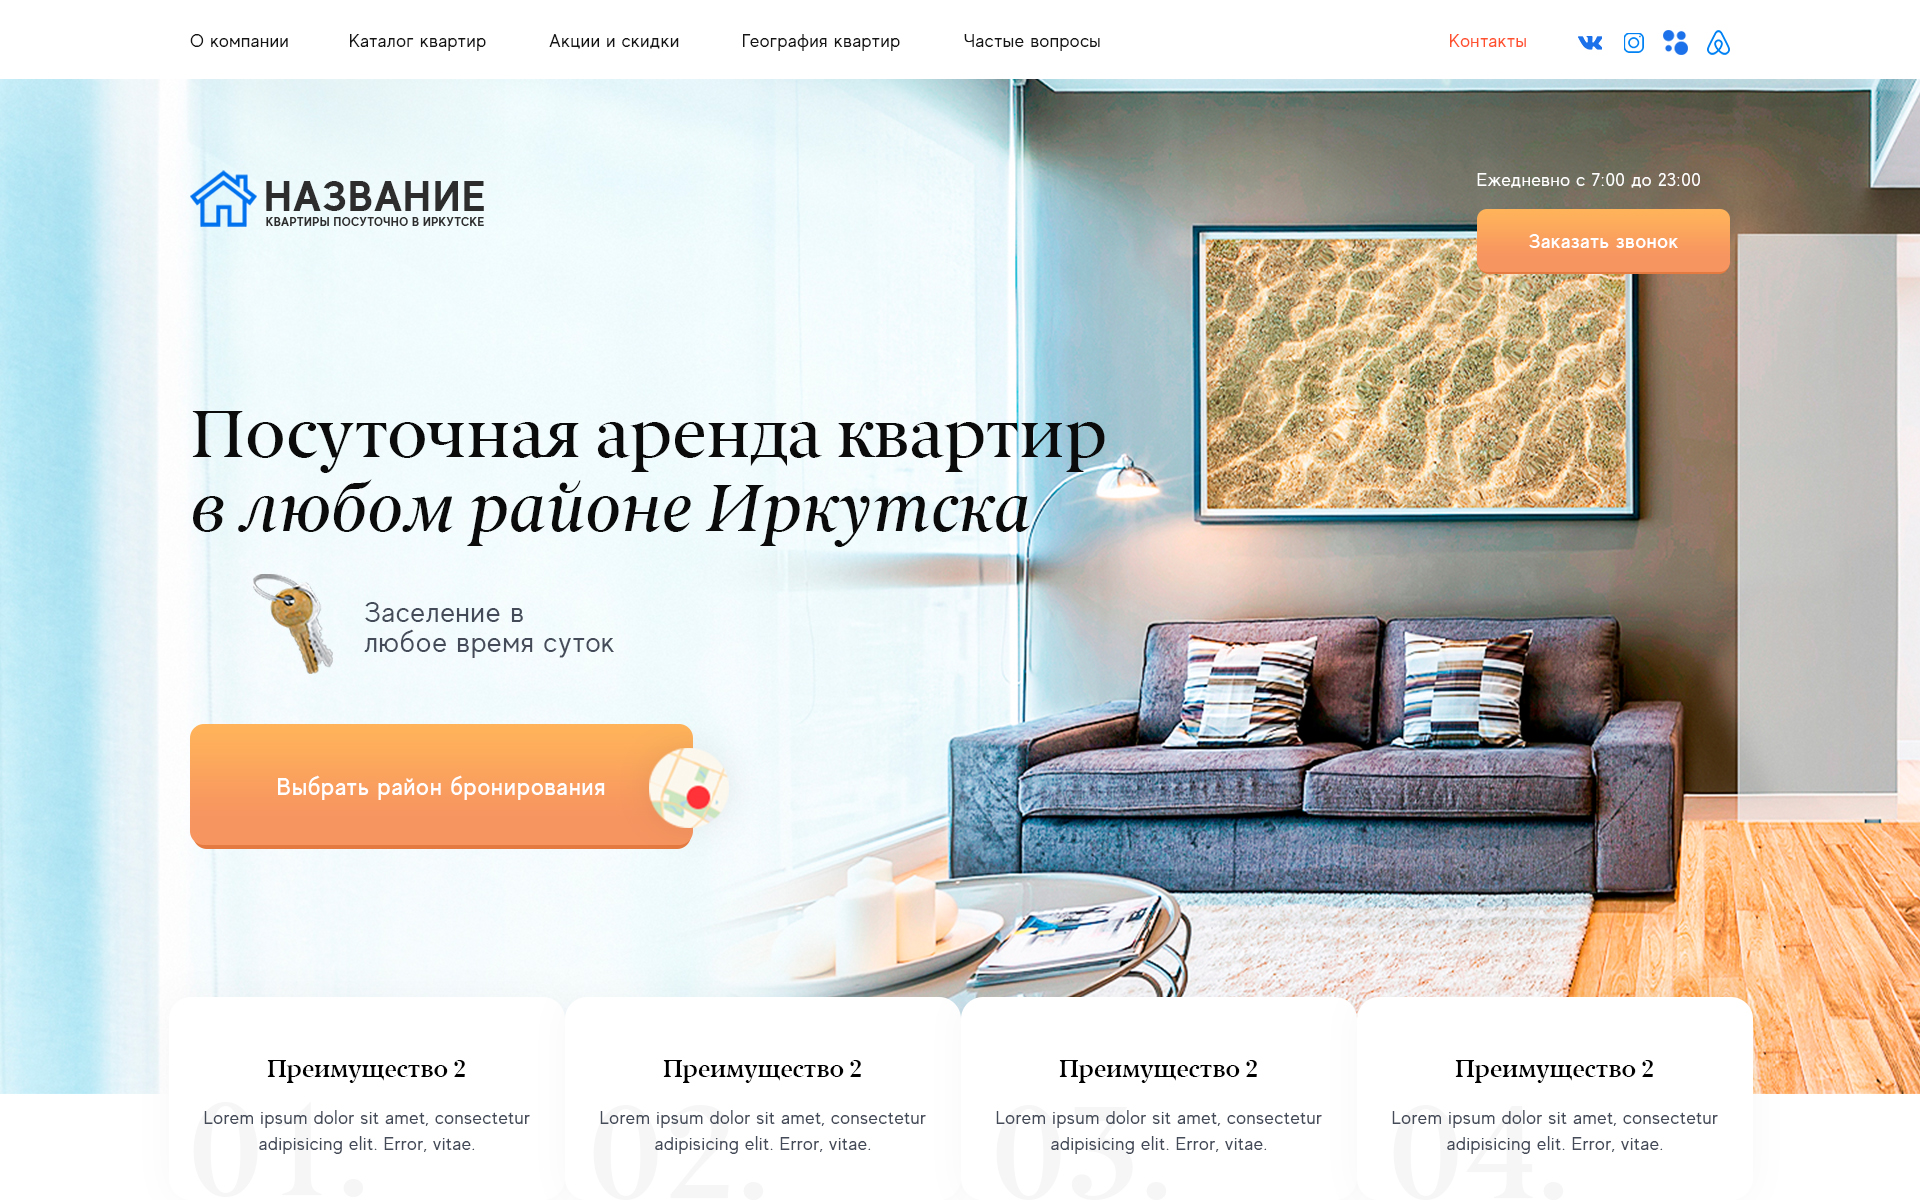 О компании
Каталог квартир
Акции и скидки
География квартир
Частые вопросы
Контакты
НАЗВАНИЕ
КВАРТИРЫ ПОСУТОЧНО В ИРКУТСКЕ
Ежедневно с 7:00 до 23:00
Заказать звонок
Посуточная аренда квартир
в любом районе Иркутска
Заселение в
любое время суток
Выбрать район бронирования
Преимущество 2
Lorem ipsum dolor sit amet, consectetur
adipisicing elit. Error, vitae.
01.
Преимущество 2
Lorem ipsum dolor sit amet, consectetur
adipisicing elit. Error, vitae.
02.
Преимущество 2
Lorem ipsum dolor sit amet, consectetur
adipisicing elit. Error, vitae.
03.
Преимущество 2
Lorem ipsum dolor sit amet, consectetur
adipisicing elit. Error, vitae.
04.